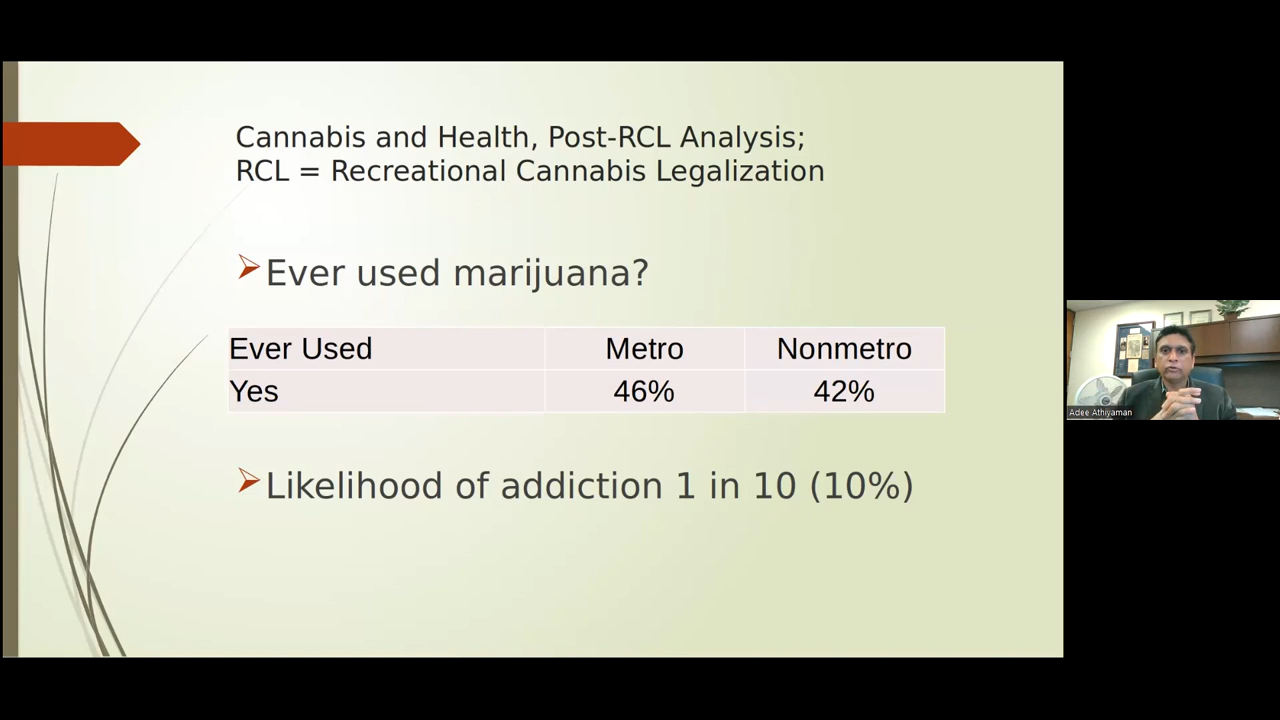 Cannabis and Health, Post-RCL Analysis;
RCL = Recreational Cannabis Legalization
Ever used marijuana?
Ever Used Metro Nonmetro
Yes 46% 42%
Likelihood of addiction 1 in 10 (10%)
Adee Athiyaman